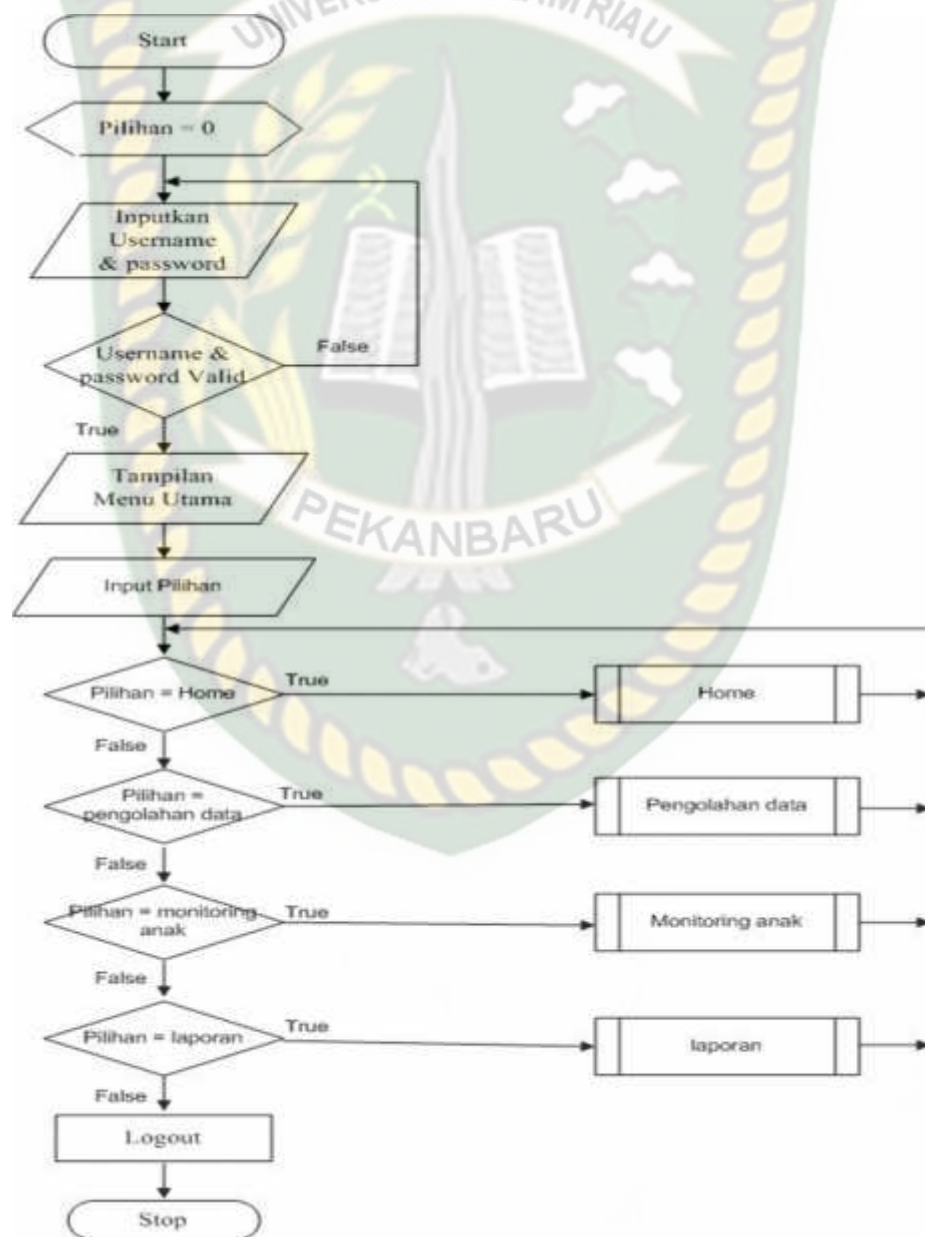 UNIVERSITAS ISLAM RIAU
Start
Pilihan = 0
Inputkan
Username
& password
Username &
password Valid
False
True
Tampilan
Menu Utama
PEKANBARU
Input Pilihan
Pilihan = Home
True
Home
False
Pilihan =
pengolahan data
True
Pengolahan data
False
Pilihan = monitoring
anak
True
Monitoring anak
False
Pilihan = laporan
True
laporan
False
Logout
Stop